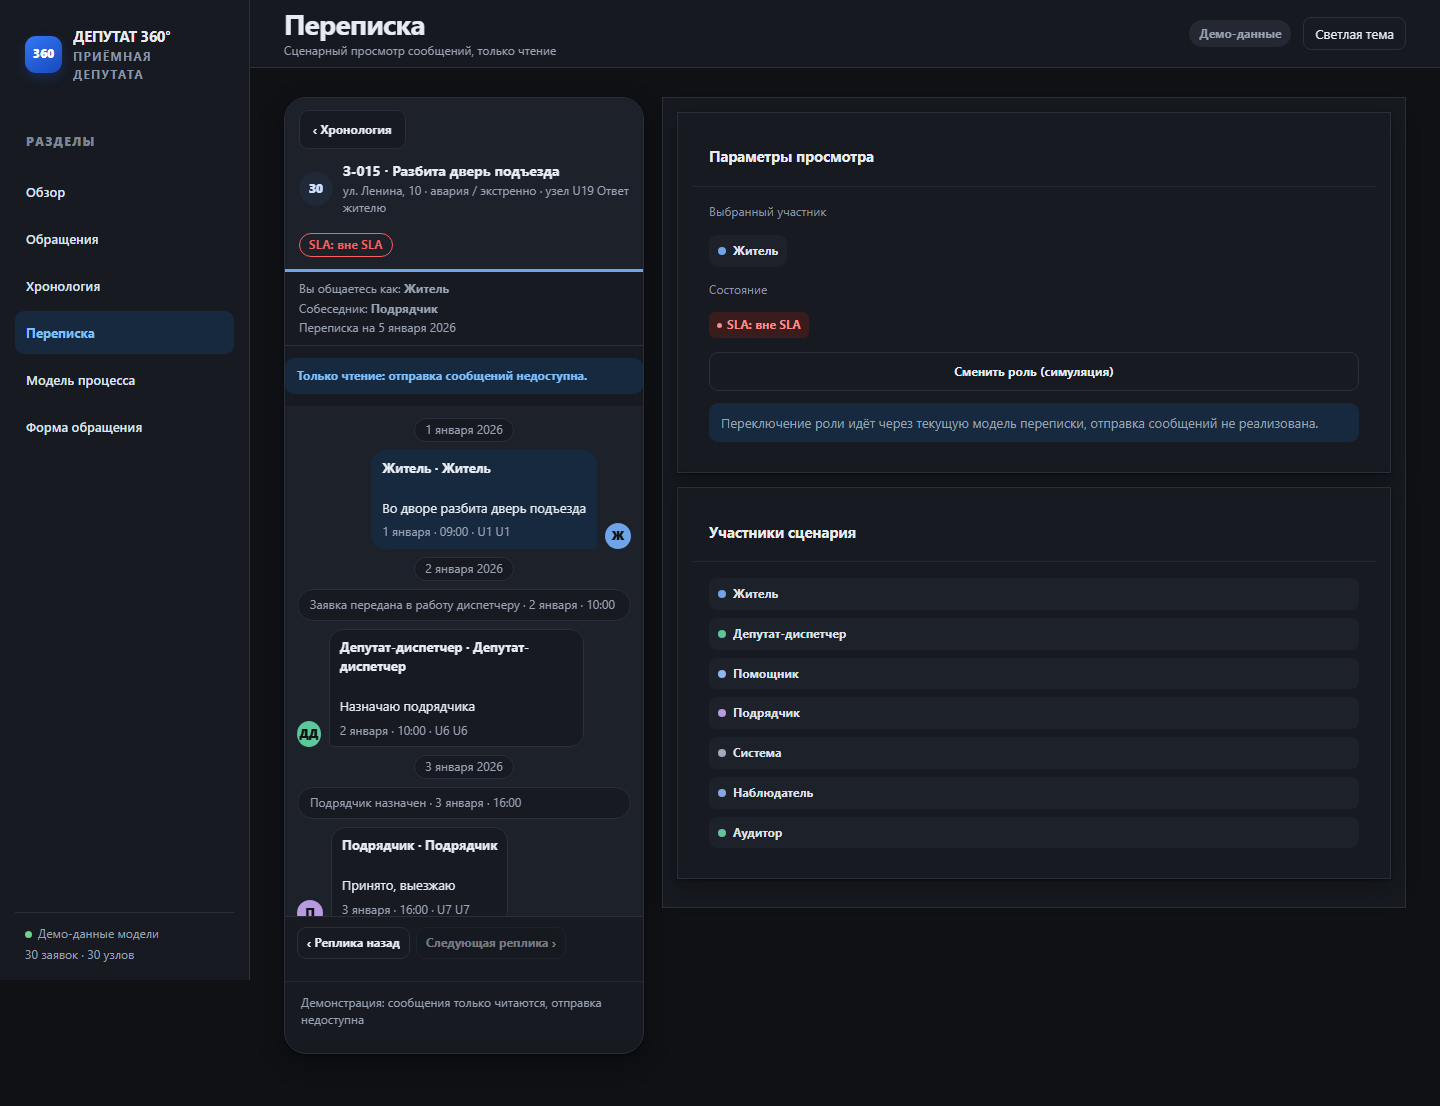 360
ДЕПУТАТ 360°
ПРИЁМНАЯ
ДЕПУТАТА
РАЗДЕЛЫ
Обзор
Обращения
Хронология
Переписка
Модель процесса
Форма обращения
Демо-данные модели
30 заявок · 30 узлов
Переписка
Сценарный просмотр сообщений, только чтение
Демо-данные
Светлая тема
‹ Хронология
30
З-015 · Разбита дверь подъезда
ул. Ленина, 10 · авария / экстренно · узел U19 Ответ
жителю
SLA: вне SLA
Вы общаетесь как: Житель
Собеседник: Подрядчик
Переписка на 5 января 2026
Только чтение: отправка сообщений недоступна.
1 января 2026
Житель · Житель
Во дворе разбита дверь подъезда
1 января · 09:00 · U1 U1
Ж
2 января 2026
Заявка передана в работу диспетчеру · 2 января · 10:00
Депутат-диспетчер · Депутат-
диспетчер
Назначаю подрядчика
2 января · 10:00 · U6 U6
ДД
3 января 2026
Подрядчик назначен · 3 января · 16:00
Подрядчик · Подрядчик
Принято, выезжаю
3 января · 16:00 · U7 U7
П
‹ Реплика назад
Следующая реплика ›
Демонстрация: сообщения только читаются, отправка
недоступна
Параметры просмотра
Выбранный участник
Житель
Состояние
SLA: вне SLA
Сменить роль (симуляция)
Переключение роли идёт через текущую модель переписки, отправка сообщений не реализована.
Участники сценария
Житель
Депутат-диспетчер
Помощник
Подрядчик
Система
Наблюдатель
Аудитор